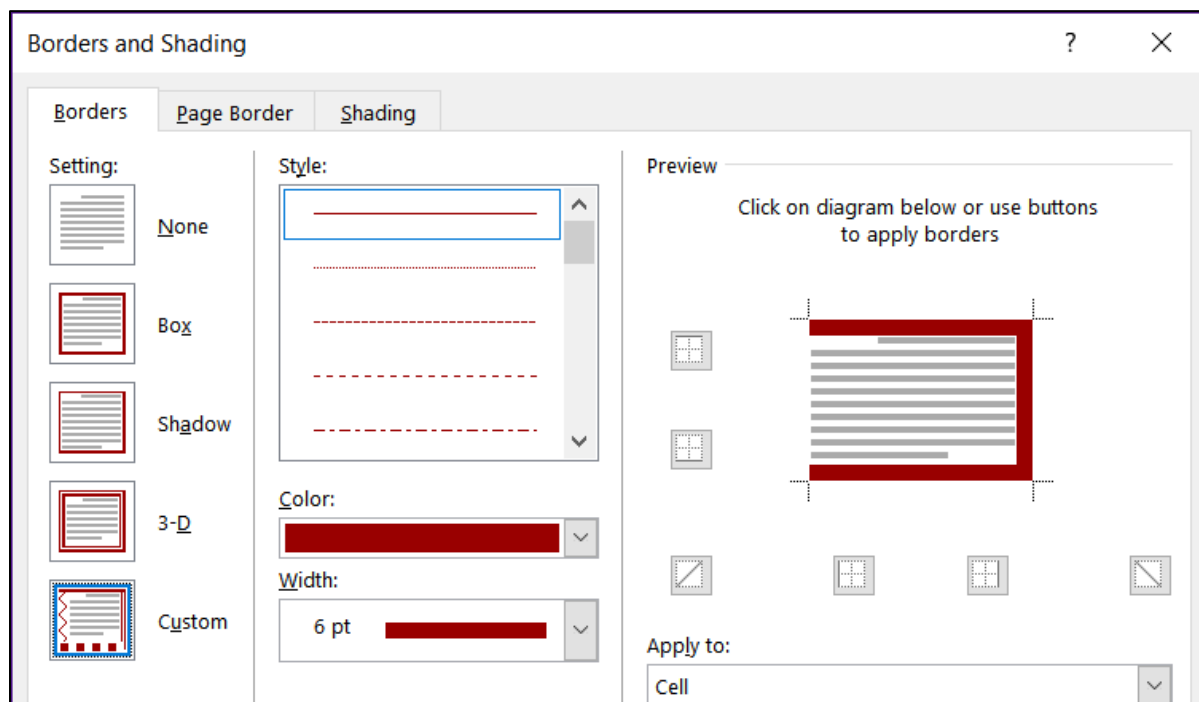 Borders and Shading
?
Borders
Page Border
Shading
Setting:
None
Box
Shadow
3-D
Custom
Style:
Color:
Width:
6 pt
Preview
Click on diagram below or use buttons
to apply borders
Apply to:
Cell